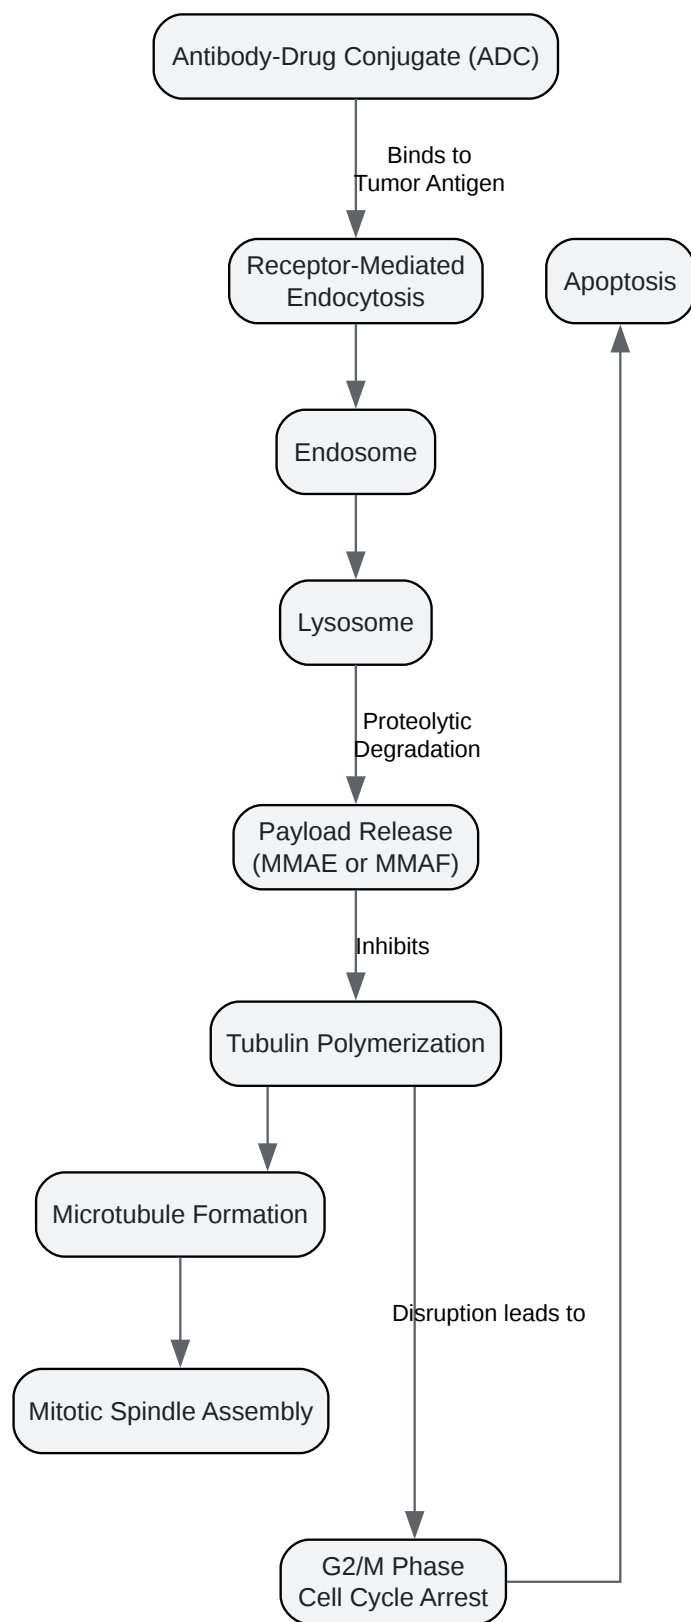 Antibody-Drug Conjugate (ADC)
Binds to
Tumor Antigen
Receptor-Mediated
Endocytosis
Apoptosis
Endosome
Lysosome
Proteolytic
Degradation
Payload Release
(MMAE or MMAF)
Inhibits
Tubulin Polymerization
Microtubule Formation
Disruption leads to
Mitotic Spindle Assembly
G2/M Phase
Cell Cycle Arrest